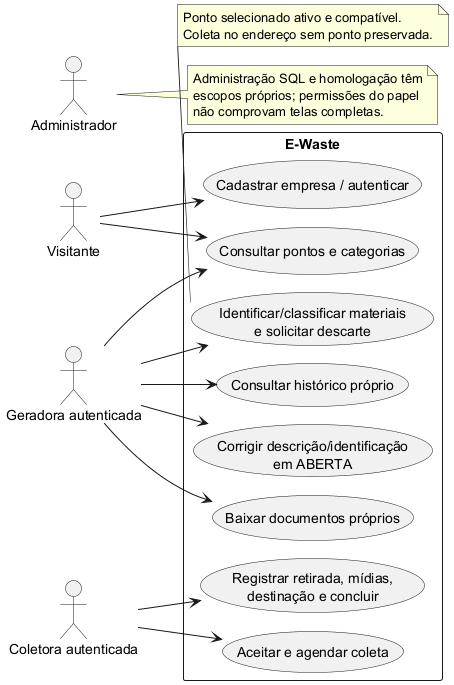 Ponto selecionado ativo e compatível.
Coleta no endereço sem ponto preservada.
Administração SQL e homologação têm
escopos próprios; permissões do papel
não comprovam telas completas.
Administrador
E-Waste
Cadastrar empresa / autenticar
Visitante
Consultar pontos e categorias
Identificar/classificar materiais
e solicitar descarte
Consultar histórico próprio
Geradora autenticada
Corrigir descrição/identificação
em ABERTA
Baixar documentos próprios
Registrar retirada, mídias,
destinação e concluir
Coletora autenticada
Aceitar e agendar coleta